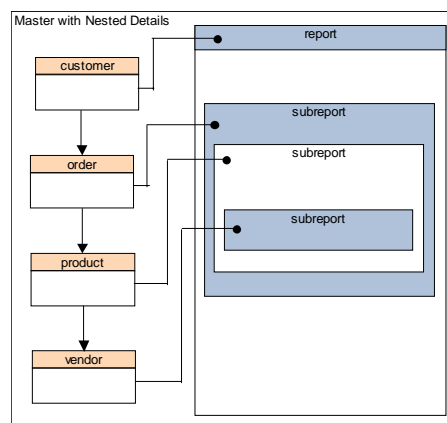 Master with Nested Details
report
customer
subreport
order
subreport
subreport
product
vendor